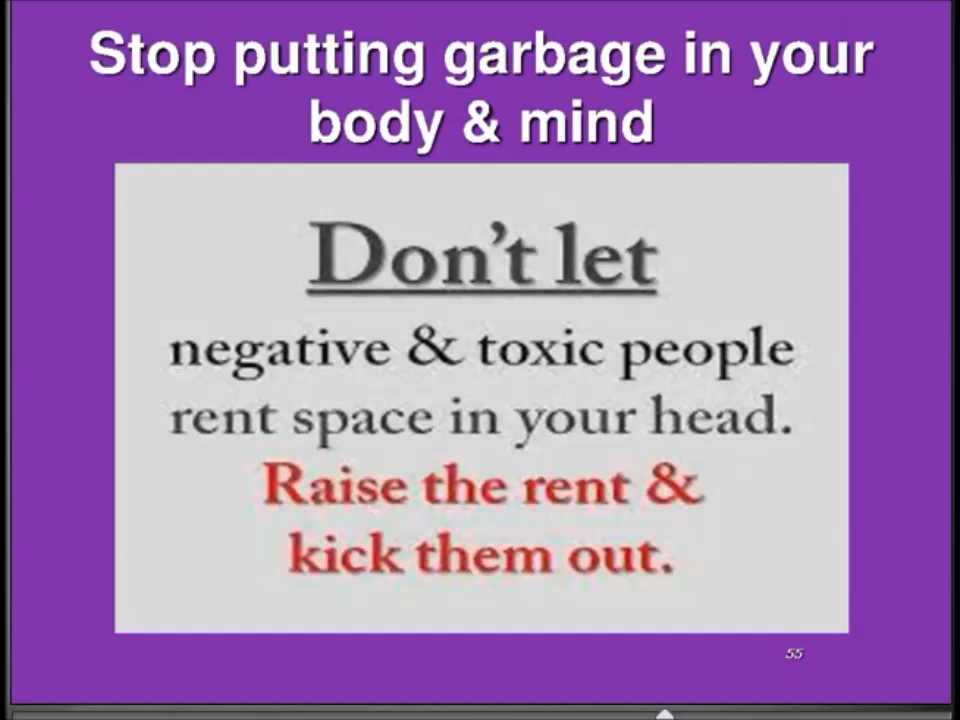 Stop putting garbage in your
body & mind
Don't let
negative & toxic people
rent space in your head.
Raise the rent &
kick them out.
55